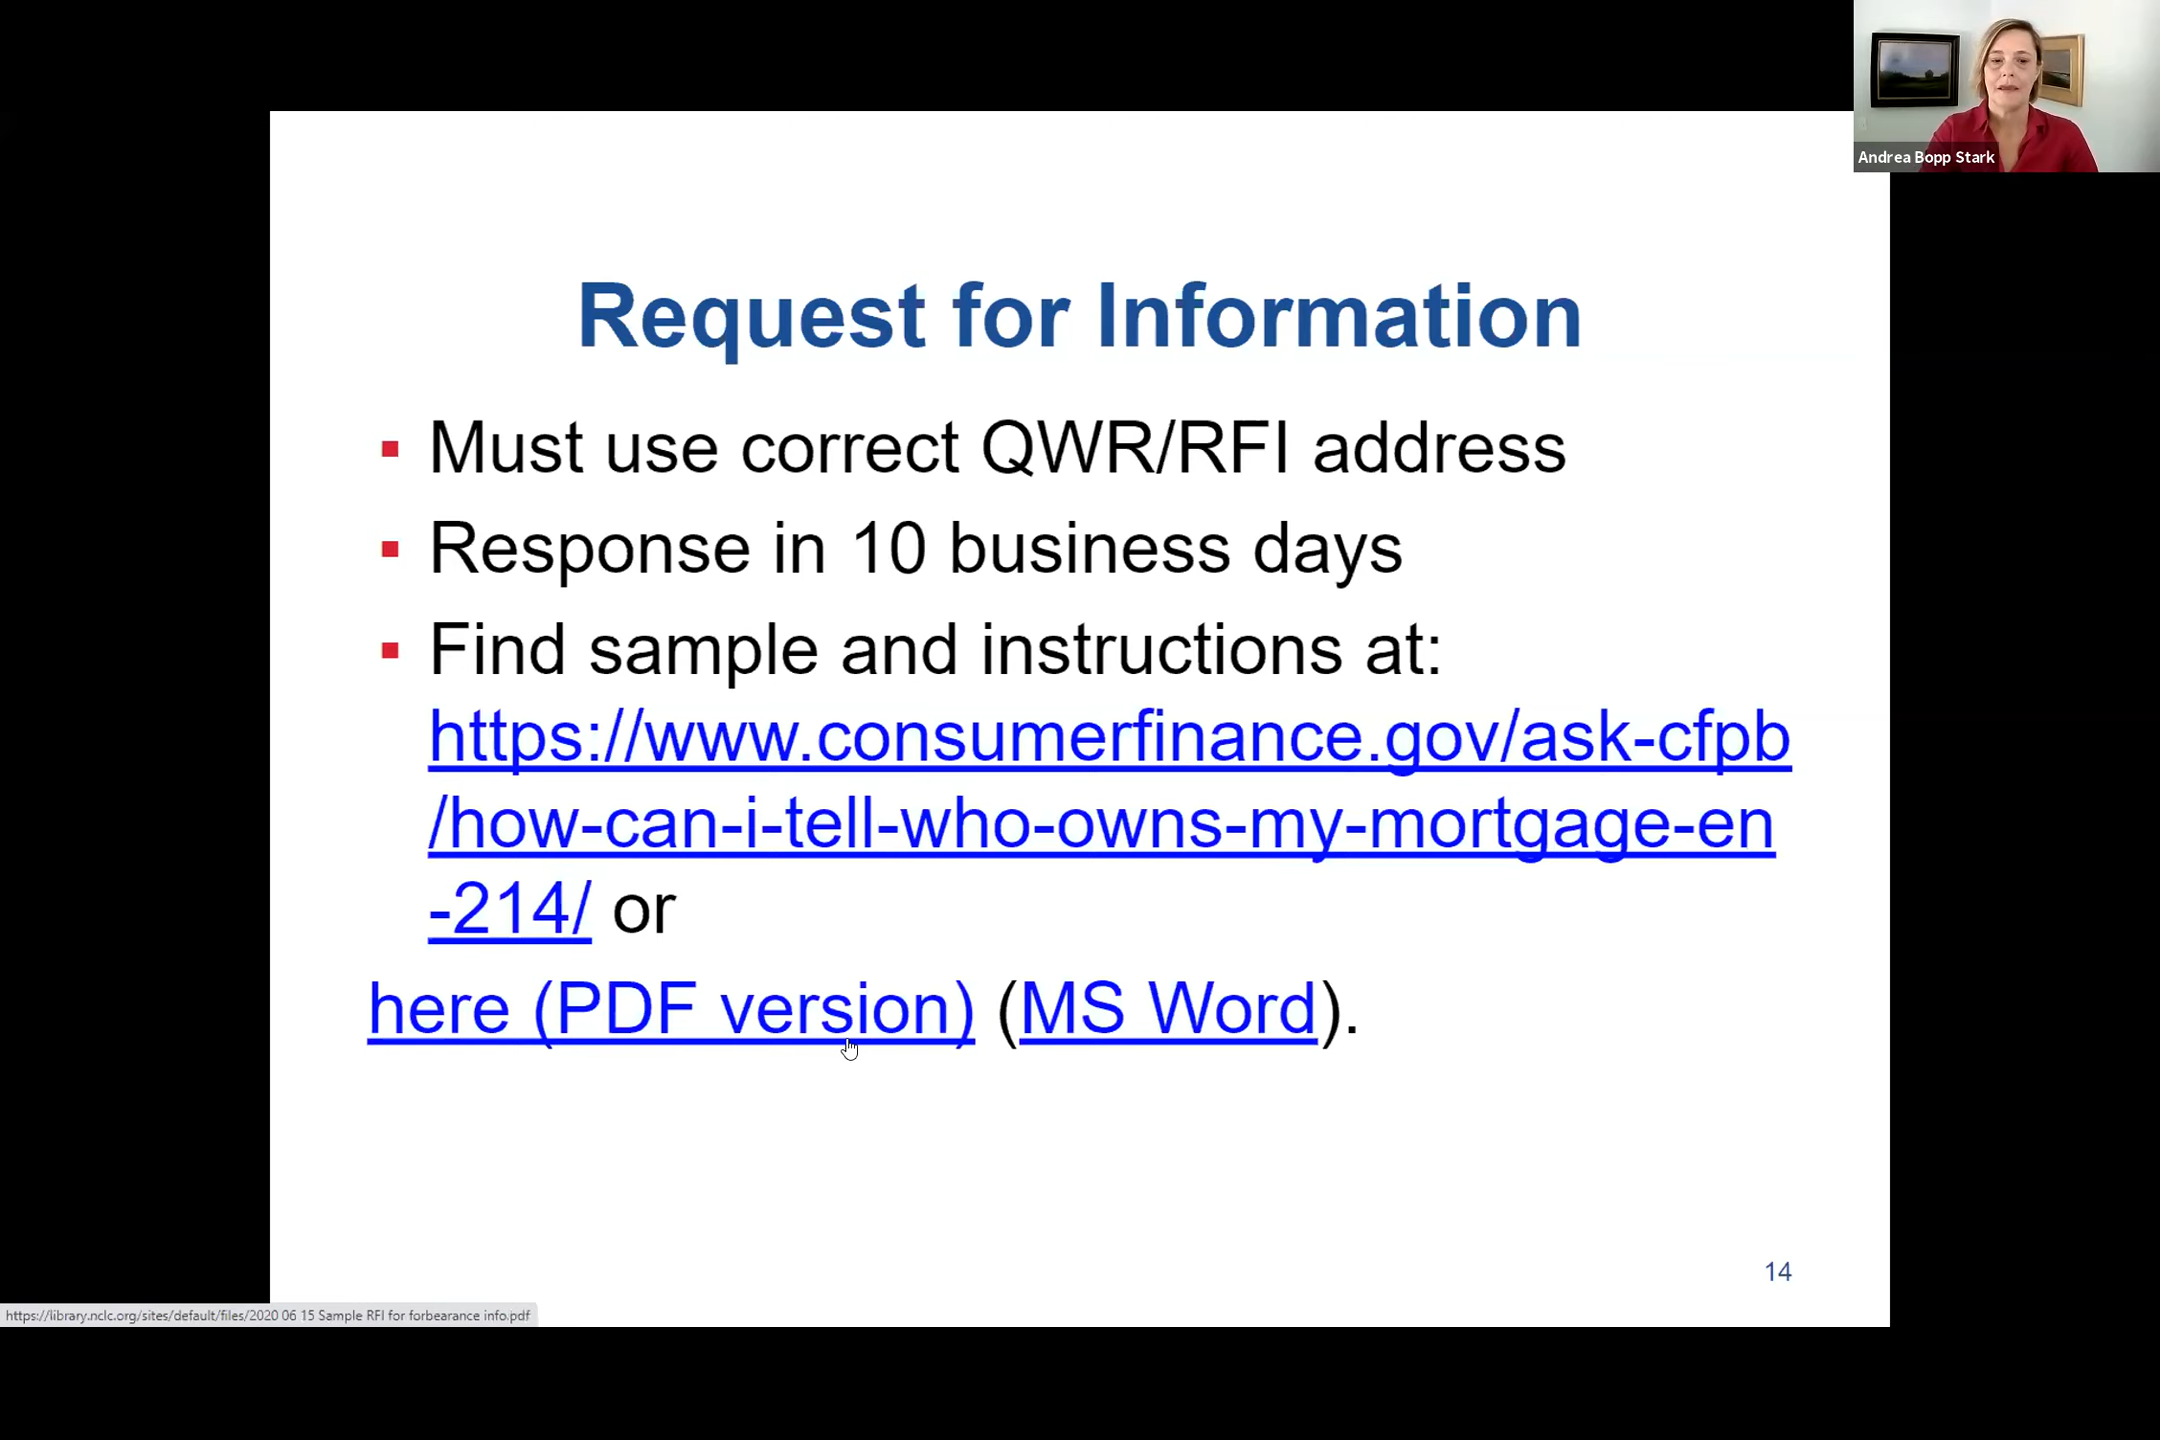 Andrea Bopp Stark
Request for Information
Must use correct QWR/RFI address
Response in 10 business days
Find sample and instructions at:
https://www.consumerfinance.gov/ask-cfpb
/how-can-i-tell-who-owns-my-mortgage-en
-214/ or
here (PDF version) (MS Word).
14
https://library.nclc.org/sites/default/files/2020 06 15 Sample RFI for forbearance info.pdf